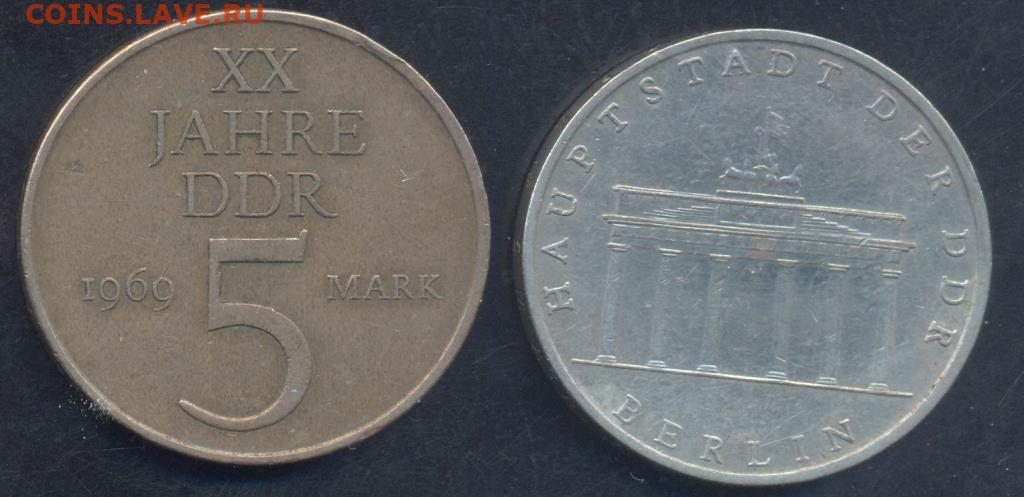 COINS.LAVE.RU
XX
JAHRE
DDR
5
1969 MARK
HAUPTSTADT DER DDR
BERLIN